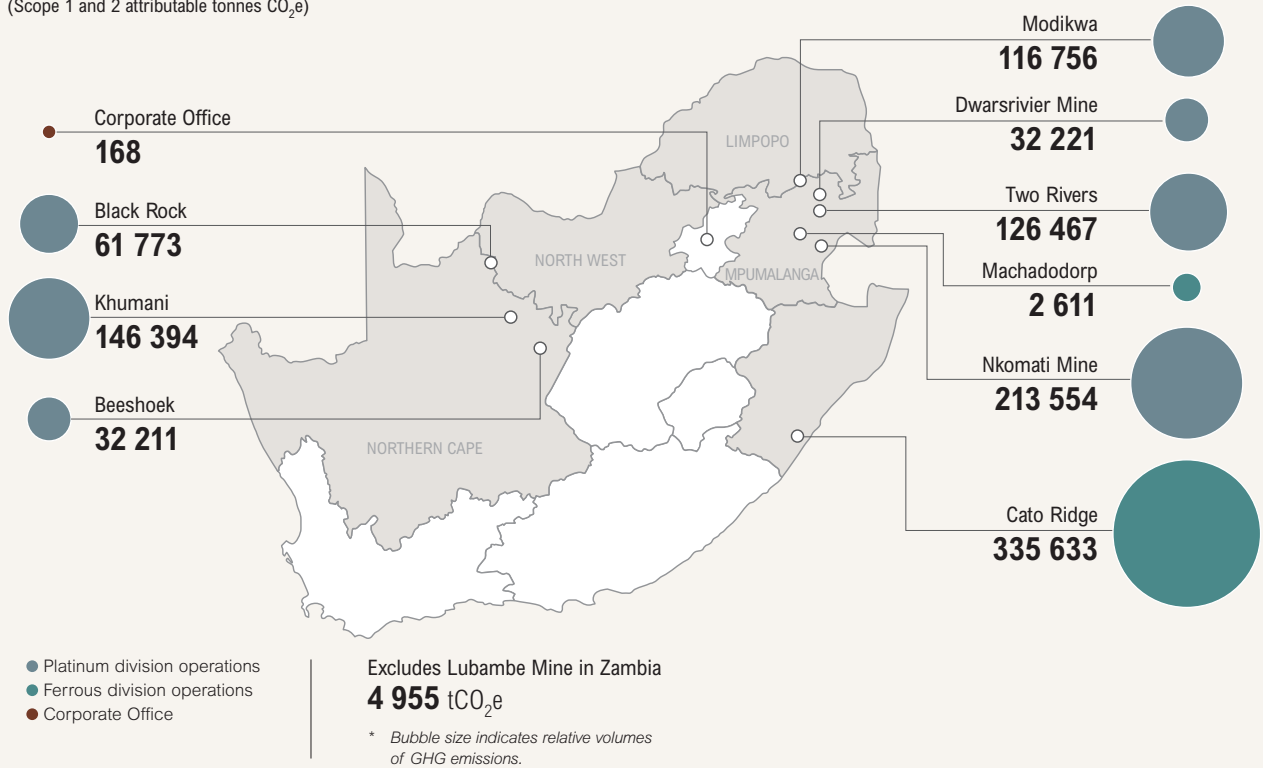 (Scope 1 and 2 attributable tonnes CO₂e)
Modikwa
116 756
Dwarsrivier Mine
32 221
Corporate Office
168
LIMPOPO
Two Rivers
126 467
Black Rock
61 773
NORTH WEST
MPUMALANGA
Machadodorp
2 611
Khumani
146 394
Nkomati Mine
213 554
Beeshoek
32 211
NORTHERN CAPE
Cato Ridge
335 633
Platinum division operations
Ferrous division operations
Corporate Office
Excludes Lubambe Mine in Zambia
4 955 tCO₂e
* Bubble size indicates relative volumes
of GHG emissions.